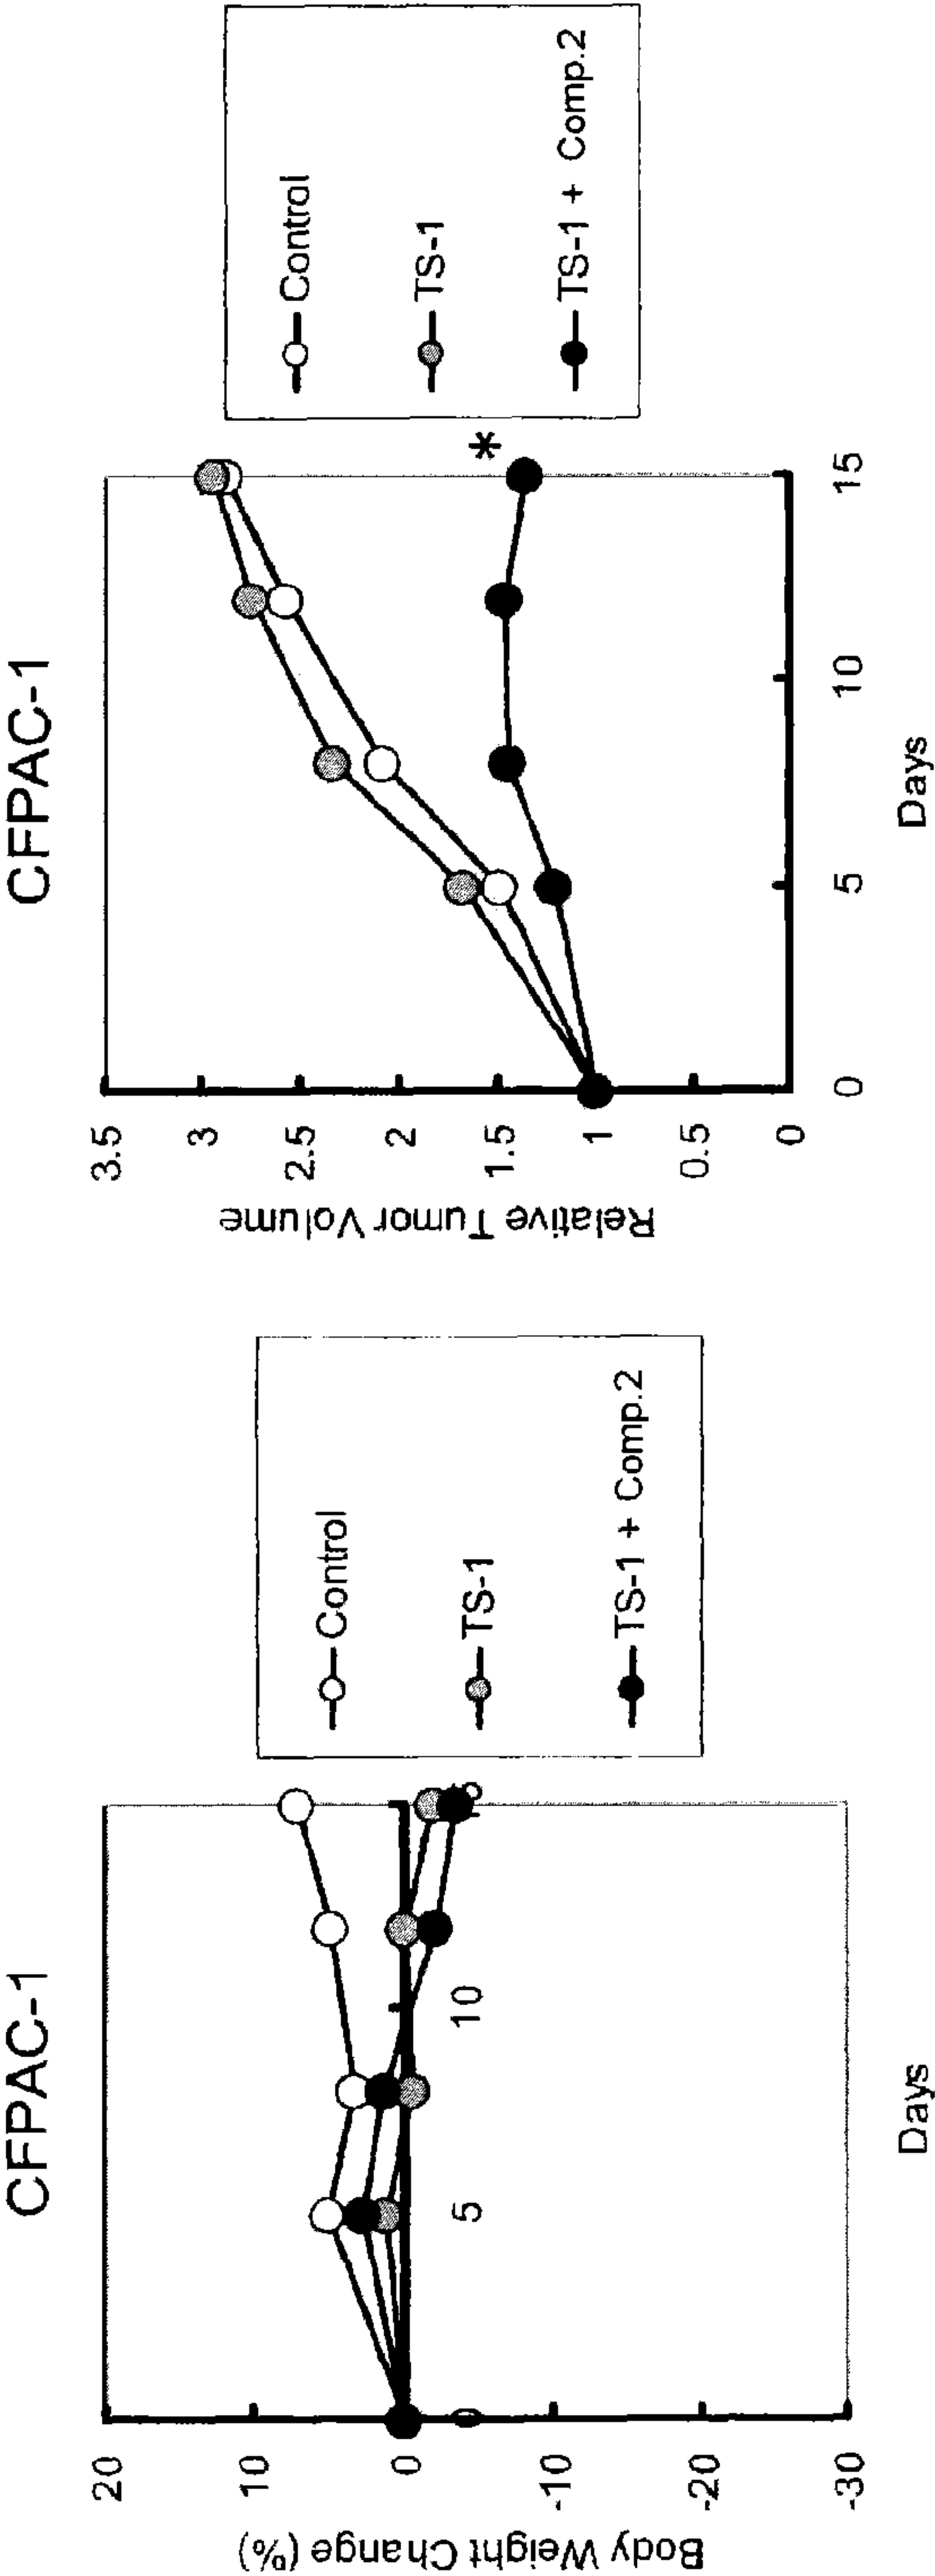 CFPAC-1
Body Weight Change (%)
20
10
0
-10
-20
-30
0
5
10
Days
Control
TS-1
TS-1 + Comp.2
CFPAC-1
Relative Tumor Volume
3.5
3
2.5
2
1.5
1
0.5
0
0
5
10
15
Days
*
Control
TS-1
TS-1 + Comp.2